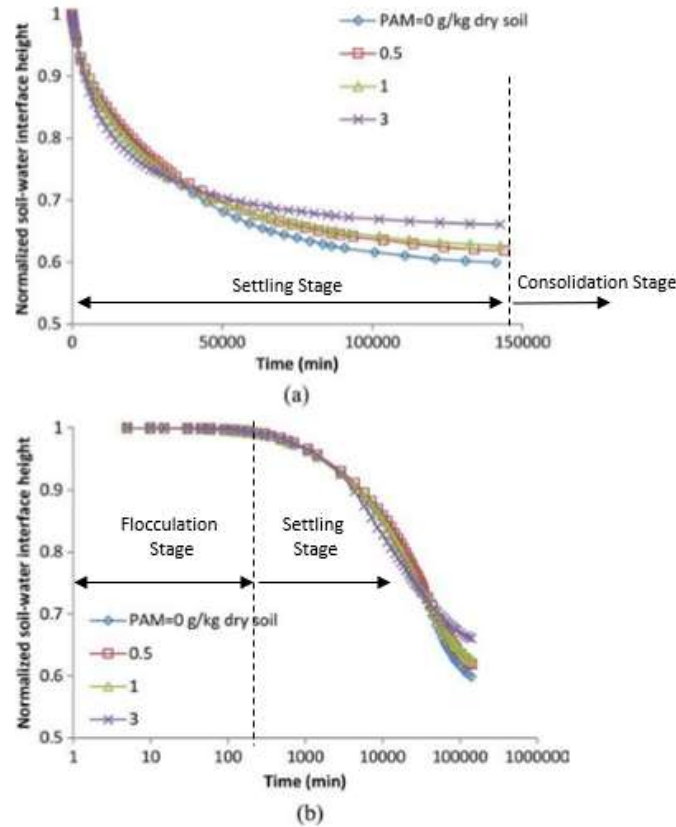 1
PAM=0 g/kg dry soil
0.5
0.9
1
3
0.8
0.7
0.6
Settling Stage
Consolidation Stage
0.5
0
50000
100000
150000
Time (min)
Normalized soil-water interface height
(a)
1
0.9
Flocculation
Stage
Settling
Stage
0.8
0.7
PAM=0 g/kg dry soil
0.5
0.6
1
3
0.5
1
10
100
1000
10000
100000
1000000
Time (min)
Normalized soil-water interface height
(b)